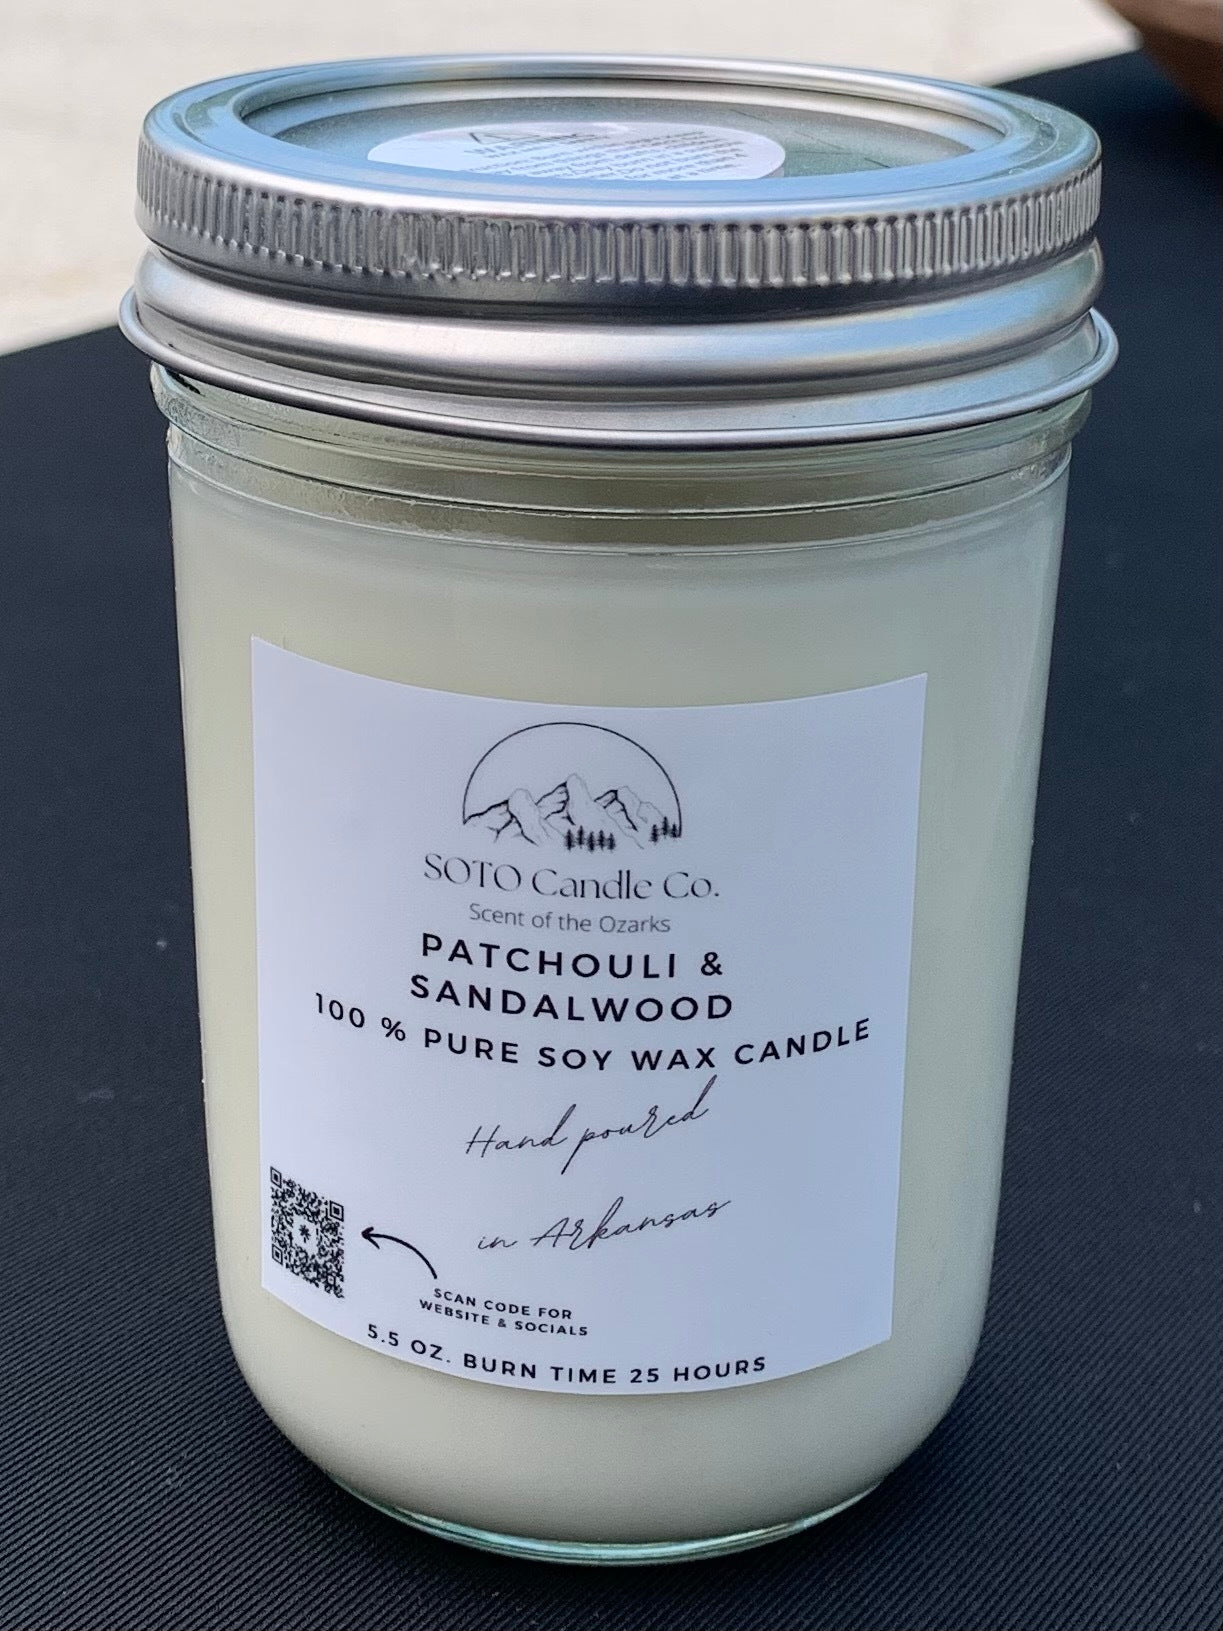 SOTO Candle Co.
Scent of the Ozarks
PATCHOULI &
SANDALWOOD
100 % PURE SOY WAX CANDLE
Hand poured
in Arkansas
SCAN CODE FOR
WEBSITE & SOCIALS
5.5 OZ. BURN TIME 25 HOURS